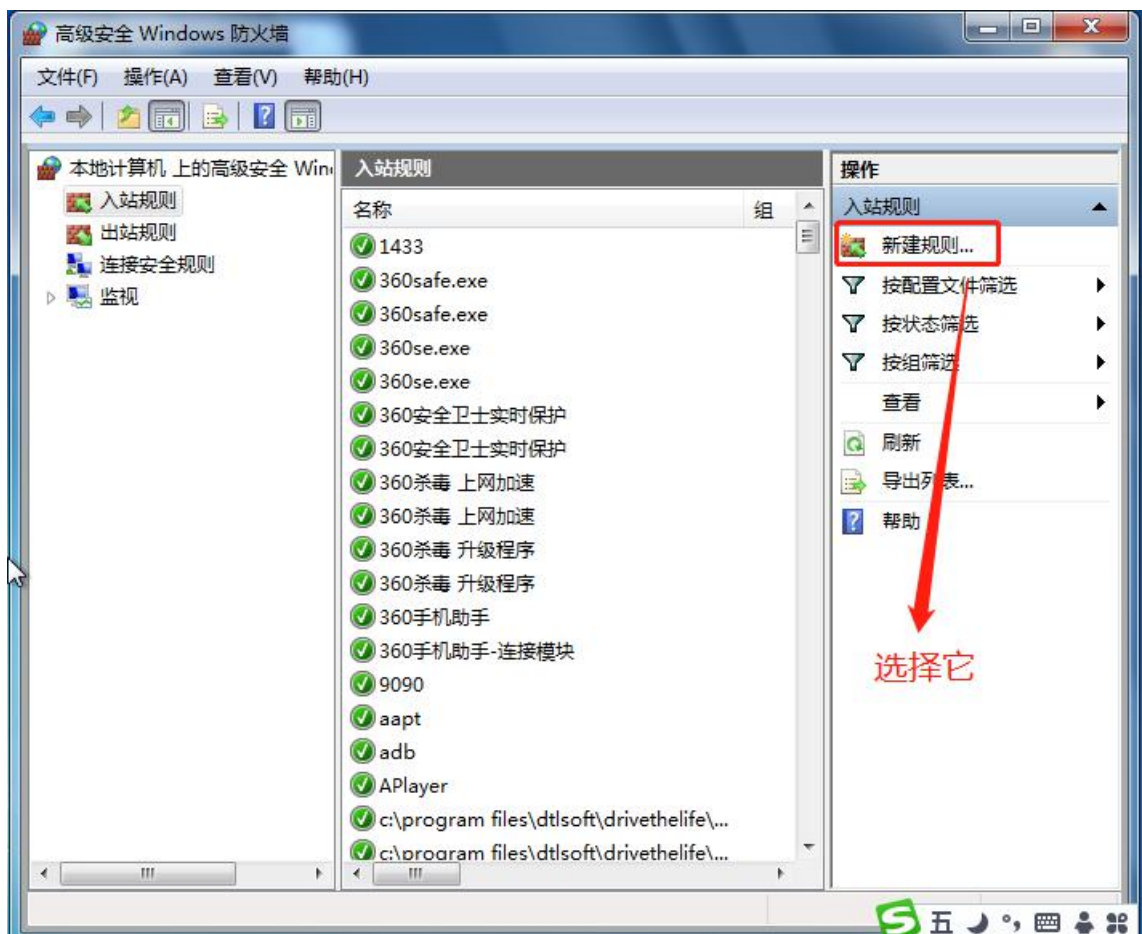 高级安全 Windows 防火墙
文件(F) 操作(A) 查看(V) 帮助(H)
本地计算机 上的高级安全 Win
入站规则
出站规则
连接安全规则
监视
入站规则
名称 组
1433
360safe.exe
360safe.exe
360se.exe
360se.exe
360安全卫士实时保护
360安全卫士实时保护
360杀毒 上网加速
360杀毒 上网加速
360杀毒 升级程序
360杀毒 升级程序
360手机助手
360手机助手-连接模块
9090
aapt
adb
APlayer
c:\program files\dtlsoft\drivethelife\...
c:\program files\dtlsoft\drivethelife\...
操作
入站规则
新建规则...
按配置文件筛选
按状态筛选
按组筛选
查看
刷新
导出列表...
帮助
选择它
五